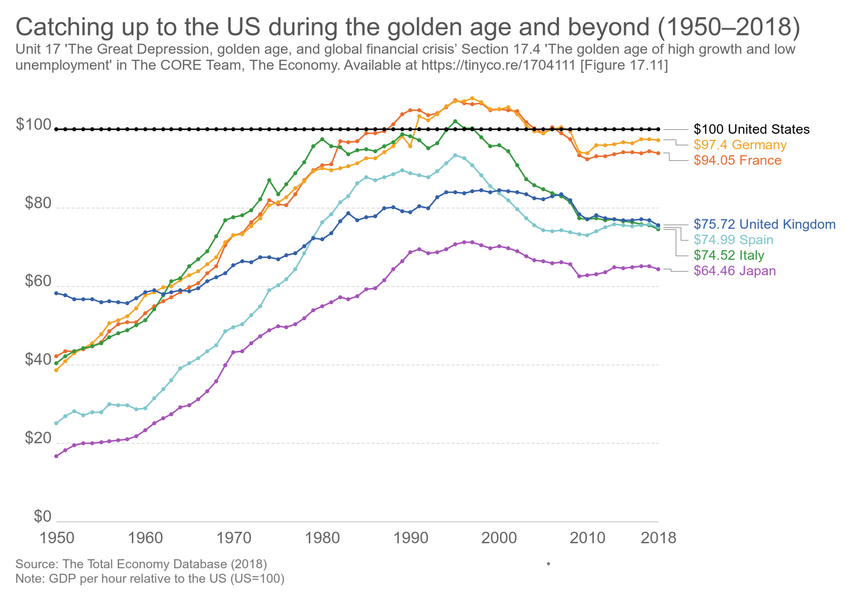 Catching up to the US during the golden age and beyond (1950–2018)
Unit 17 'The Great Depression, golden age, and global financial crisis’ Section 17.4 'The golden age of high growth and low
unemployment' in The CORE Team, The Economy. Available at https://tinyco.re/1704111 [Figure 17.11]
$100
$80
$60
$40
$20
$0
1950
1960
1970
1980
1990
2000
2010
2018
$100 United States
$97.4 Germany
$94.05 France
$75.72 United Kingdom
$74.99 Spain
$74.52 Italy
$64.46 Japan
Source: The Total Economy Database (2018)
Note: GDP per hour relative to the US (US=100)